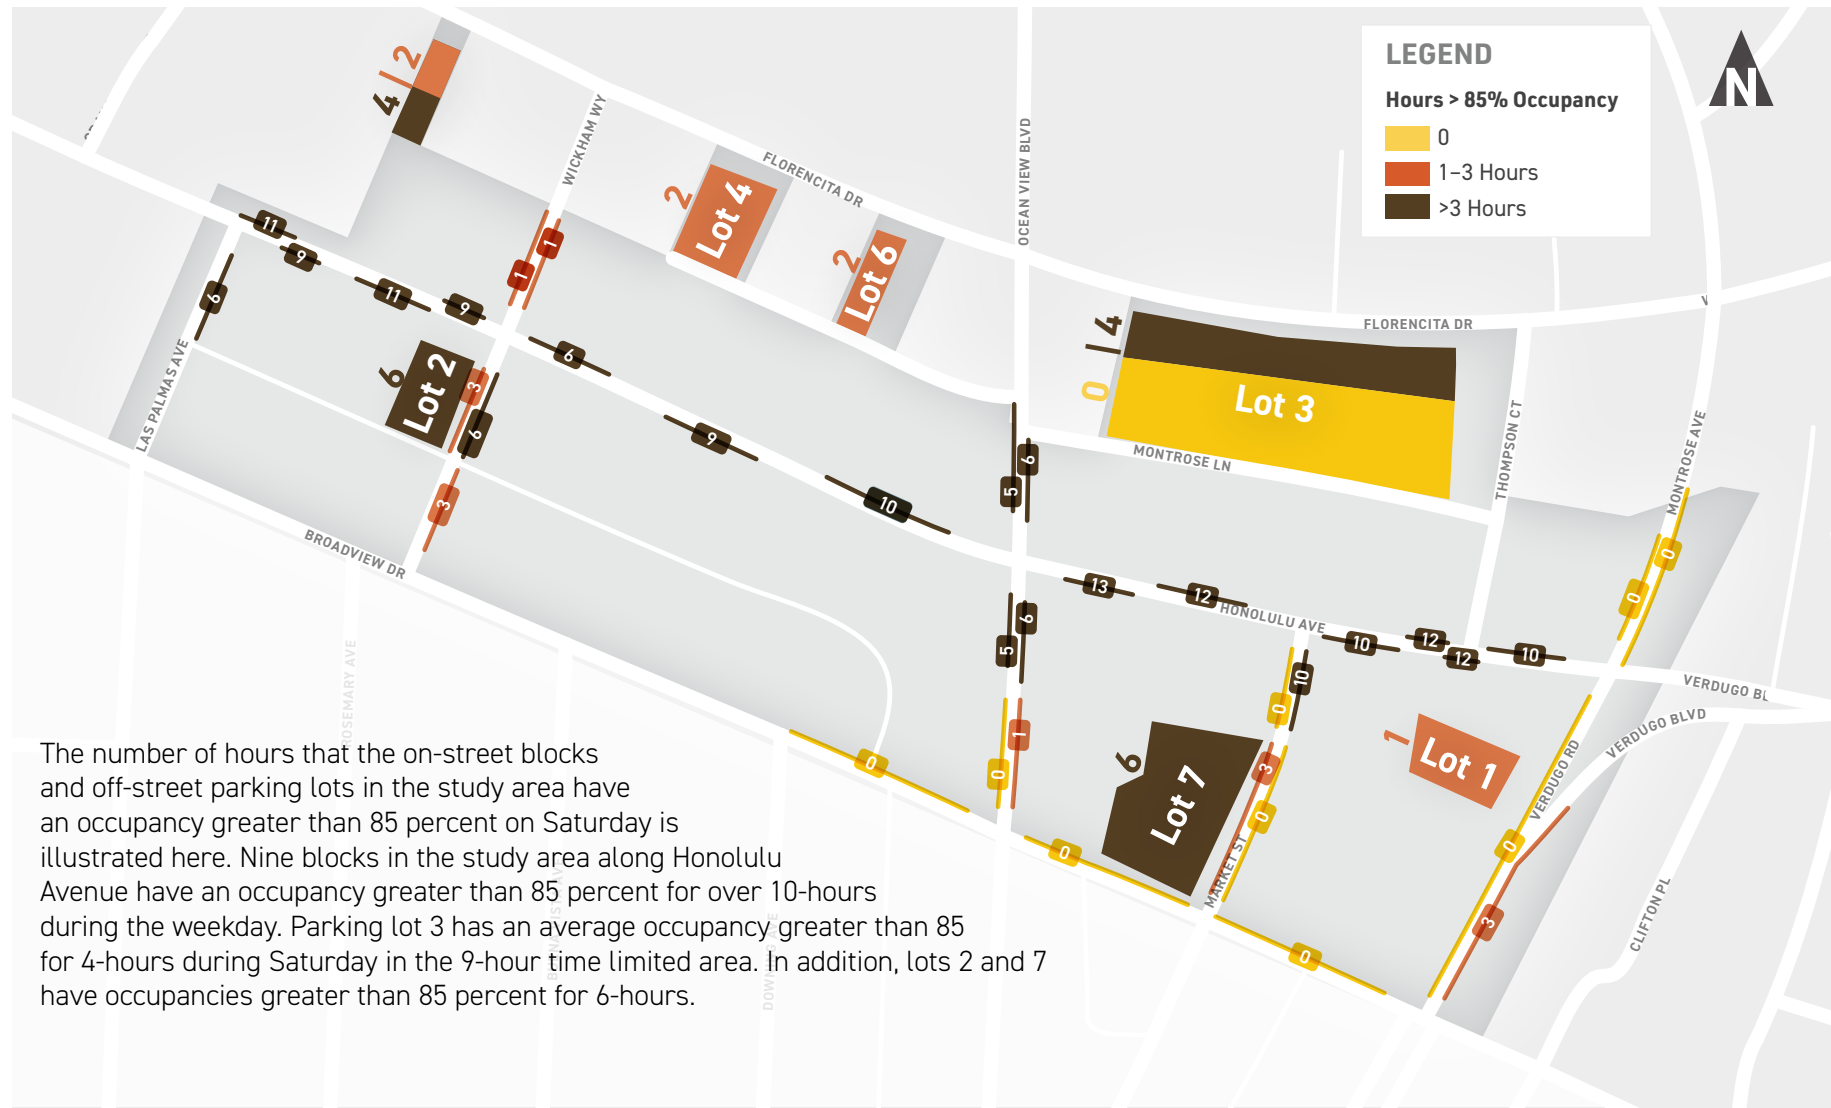 LEGEND
Hours > 85% Occupancy
0
1–3 Hours
>3 Hours
N
2
4
WICKHAM WY
FLORENCITA DR
OCEAN VIEW BLVD
2
Lot 4
2
Lot 6
11
9
11
9
1
1
6
LAS PALMAS AVE
6
Lot 2
3
6
3
6
9
10
BROADVIEW DR
4
0
Lot 3
FLORENCITA DR
MONTROSE LN
THOMPSON CT
MONTROSE AVE
6
5
0
0
13
12
HONOLULU AVE
10
12
12
10
VERDUGO BL
VERDUGO BLVD
6
5
1
0
10
0
3
0
6
Lot 7
MARKET ST
1
Lot 1
VERDUGO RD
0
3
CLIFTON PL
0
0
0
ROSEMARY AVE
DOWNING AVE
The number of hours that the on-street blocks
and off-street parking lots in the study area have
an occupancy greater than 85 percent on Saturday is
illustrated here. Nine blocks in the study area along Honolulu
Avenue have an occupancy greater than 85 percent for over 10-hours
during the weekday. Parking lot 3 has an average occupancy greater than 85
for 4-hours during Saturday in the 9-hour time limited area. In addition, lots 2 and 7
have occupancies greater than 85 percent for 6-hours.